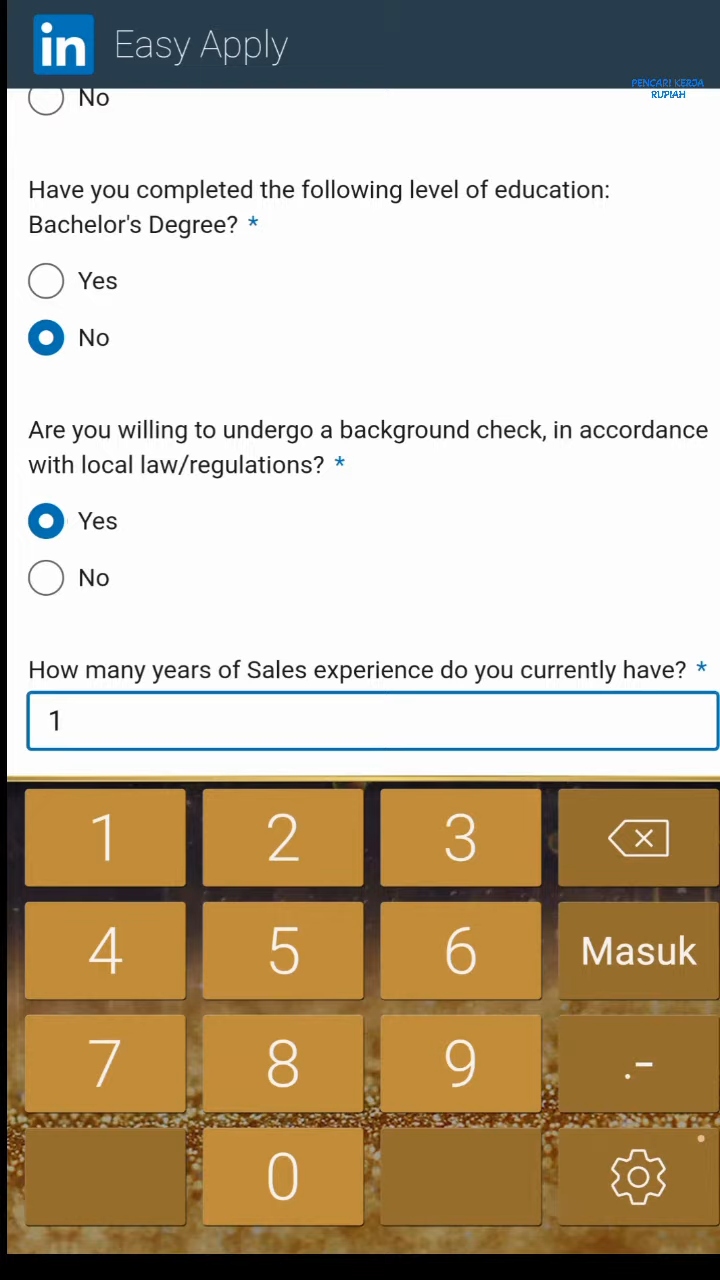 in Easy Apply
PENCARI KERJA
RUPIAH
No
Have you completed the following level of education:
Bachelor's Degree? *
Yes
No
Are you willing to undergo a background check, in accordance
with local law/regulations? *
Yes
No
How many years of Sales experience do you currently have? *
1
1 2 3
4 5 6 Masuk
7 8 9 .-
0